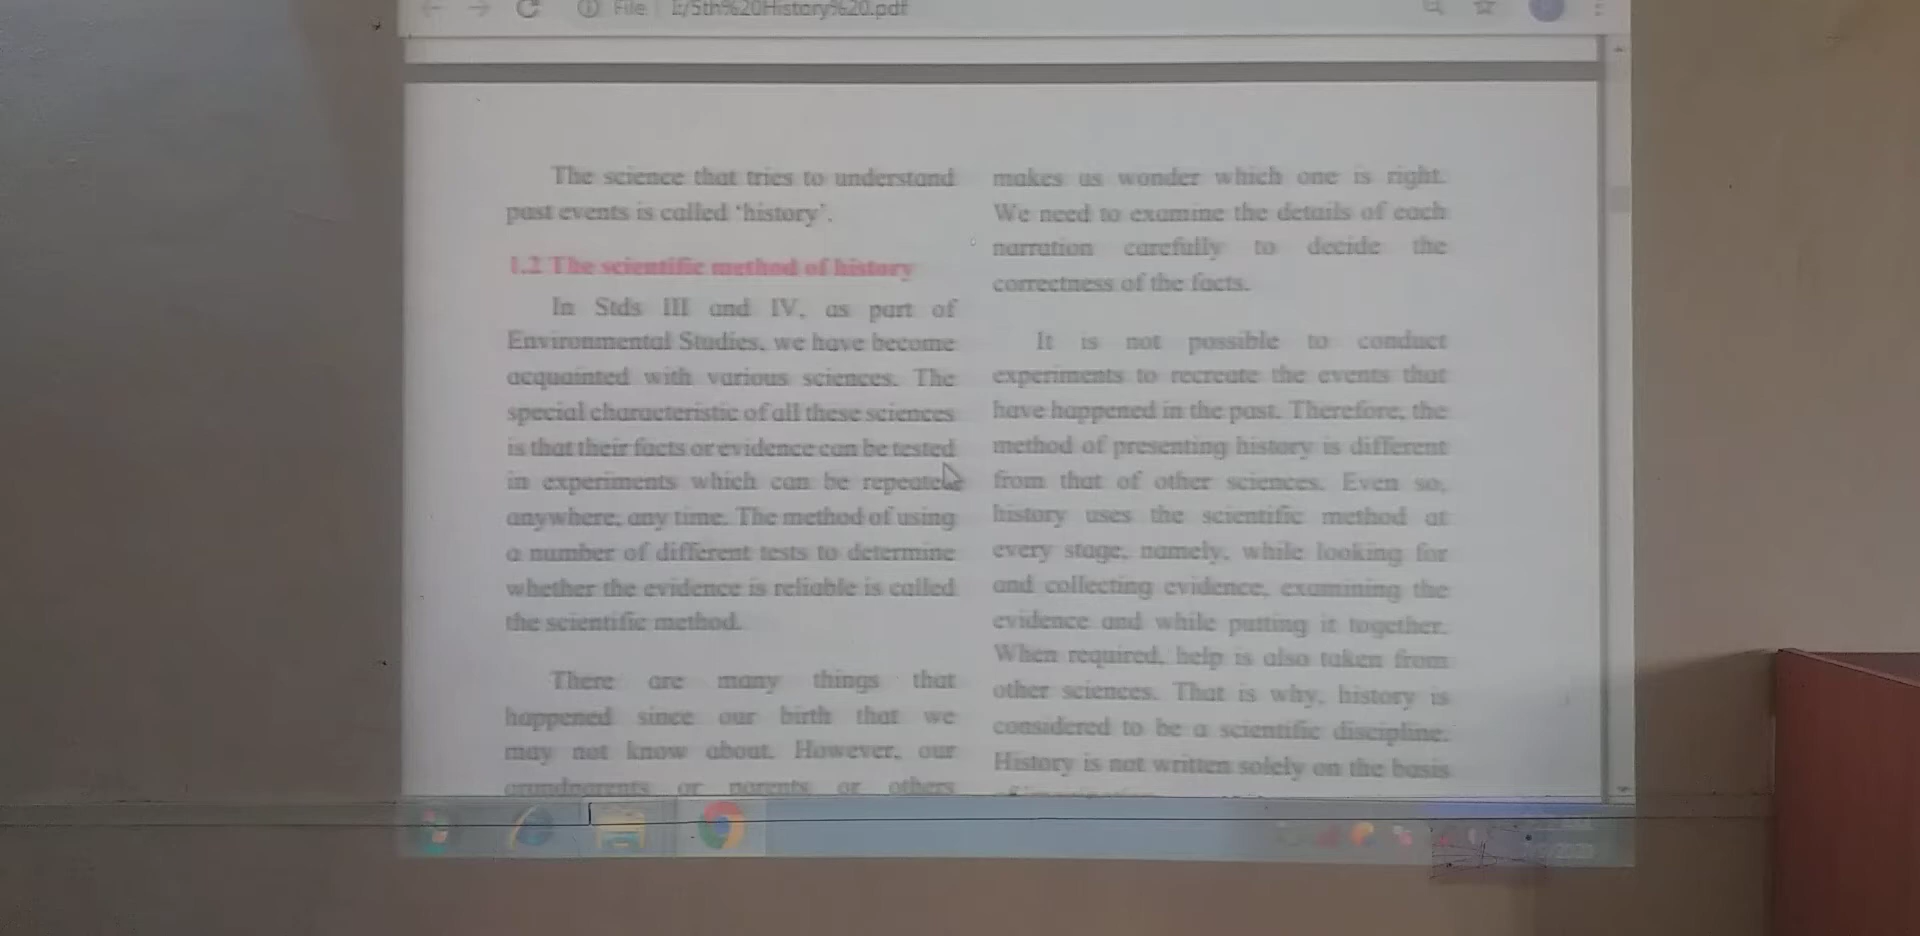 File E:/5th%20History%20.pdf
The science that tries to understand
past events is called ‘history’.
1.2 The scientific method of history
In Stds III and IV, as part of
Environmental Studies, we have become
acquainted with various sciences. The
special characteristic of all these sciences
is that their facts or evidence can be tested
in experiments which can be repeated
anywhere, any time. The method of using
a number of different tests to determine
whether the evidence is reliable is called
the scientific method.
There are many things that
happened since our birth that we
may not know about. However, our
grandparents or parents or others
makes us wonder which one is right.
We need to examine the details of each
narration carefully to decide the
correctness of the facts.
It is not possible to conduct
experiments to recreate the events that
have happened in the past. Therefore, the
method of presenting history is different
from that of other sciences. Even so,
history uses the scientific method at
every stage, namely, while looking for
and collecting evidence, examining the
evidence and while putting it together.
When required, help is also taken from
other sciences. That is why, history is
considered to be a scientific discipline.
History is not written solely on the basis